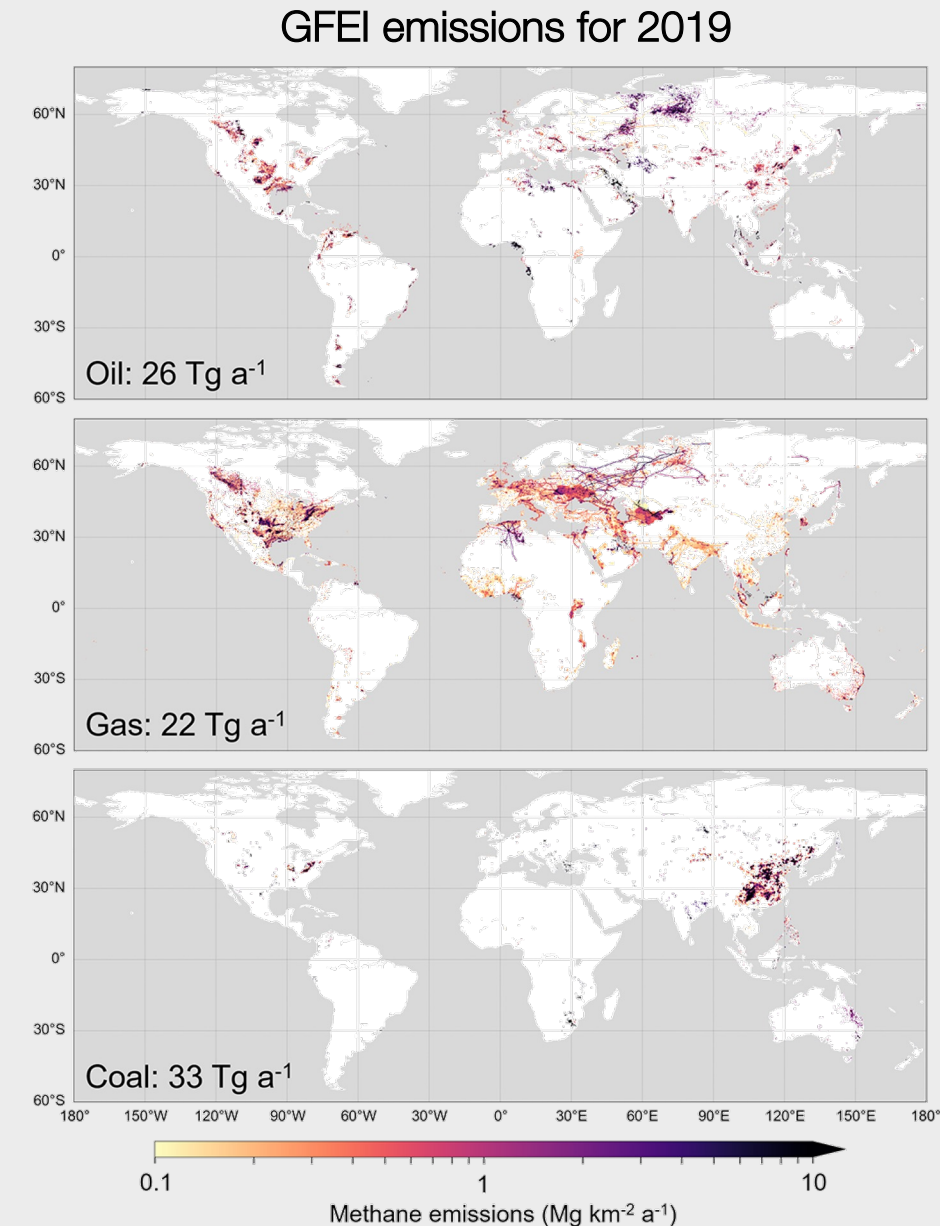 GFEI emissions for 2019
60°N
30°N
0°
30°S
60°S
Oil: 26 Tg a⁻¹
60°N
30°N
0°
30°S
60°S
Gas: 22 Tg a⁻¹
60°N
30°N
0°
30°S
60°S
Coal: 33 Tg a⁻¹
180° 150°W 120°W 90°W 60°W 30°W 0° 30°E 60°E 90°E 120°E 150°E 180°
0.1 1 10
Methane emissions (Mg km⁻² a⁻¹)